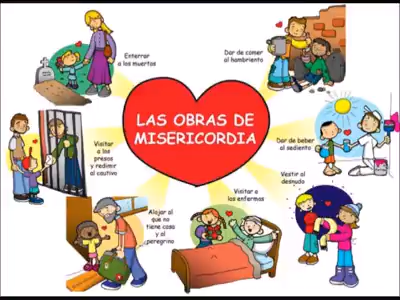 LAS OBRAS DE
MISERICORDIA
Enterrar
a los muertos
Dar de comer
al hambriento
Visitar
a los
presos
y redimir
al cautivo
Dar de beber
al sediento
Alojar al
que no
tiene casa
y al
peregrino
Visitar a
los enfermos
Vestir al
desnudo